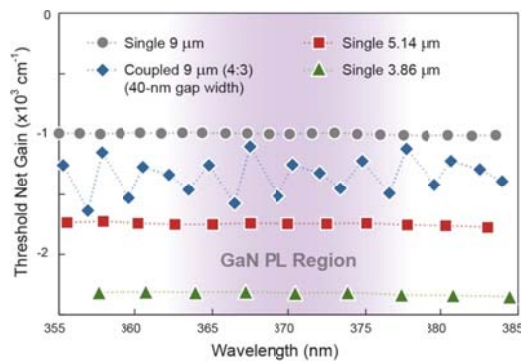 0
Single 9 μm
Single 5.14 μm
Coupled 9 μm (4:3)
Single 3.86 μm
(40-nm gap width)
Threshold Net Gain (x10³ cm⁻¹)
-1
-2
GaN PL Region
355 360 365 370 375 380 385
Wavelength (nm)